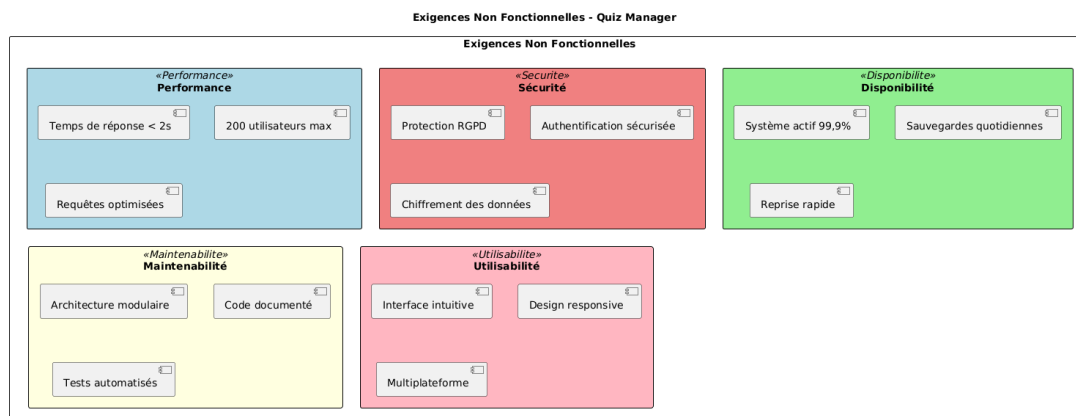 Exigences Non Fonctionnelles - Quiz Manager
Exigences Non Fonctionnelles
«Performance»
Performance
Temps de réponse < 2s
200 utilisateurs max
Requêtes optimisées
«Securite»
Sécurité
Protection RGPD
Authentification sécurisée
Chiffrement des données
«Disponibilite»
Disponibilité
Système actif 99,9%
Sauvegardes quotidiennes
Reprise rapide
«Maintenabilite»
Maintenabilité
Architecture modulaire
Code documenté
Tests automatisés
«Utilisabilite»
Utilisabilité
Interface intuitive
Design responsive
Multiplateforme